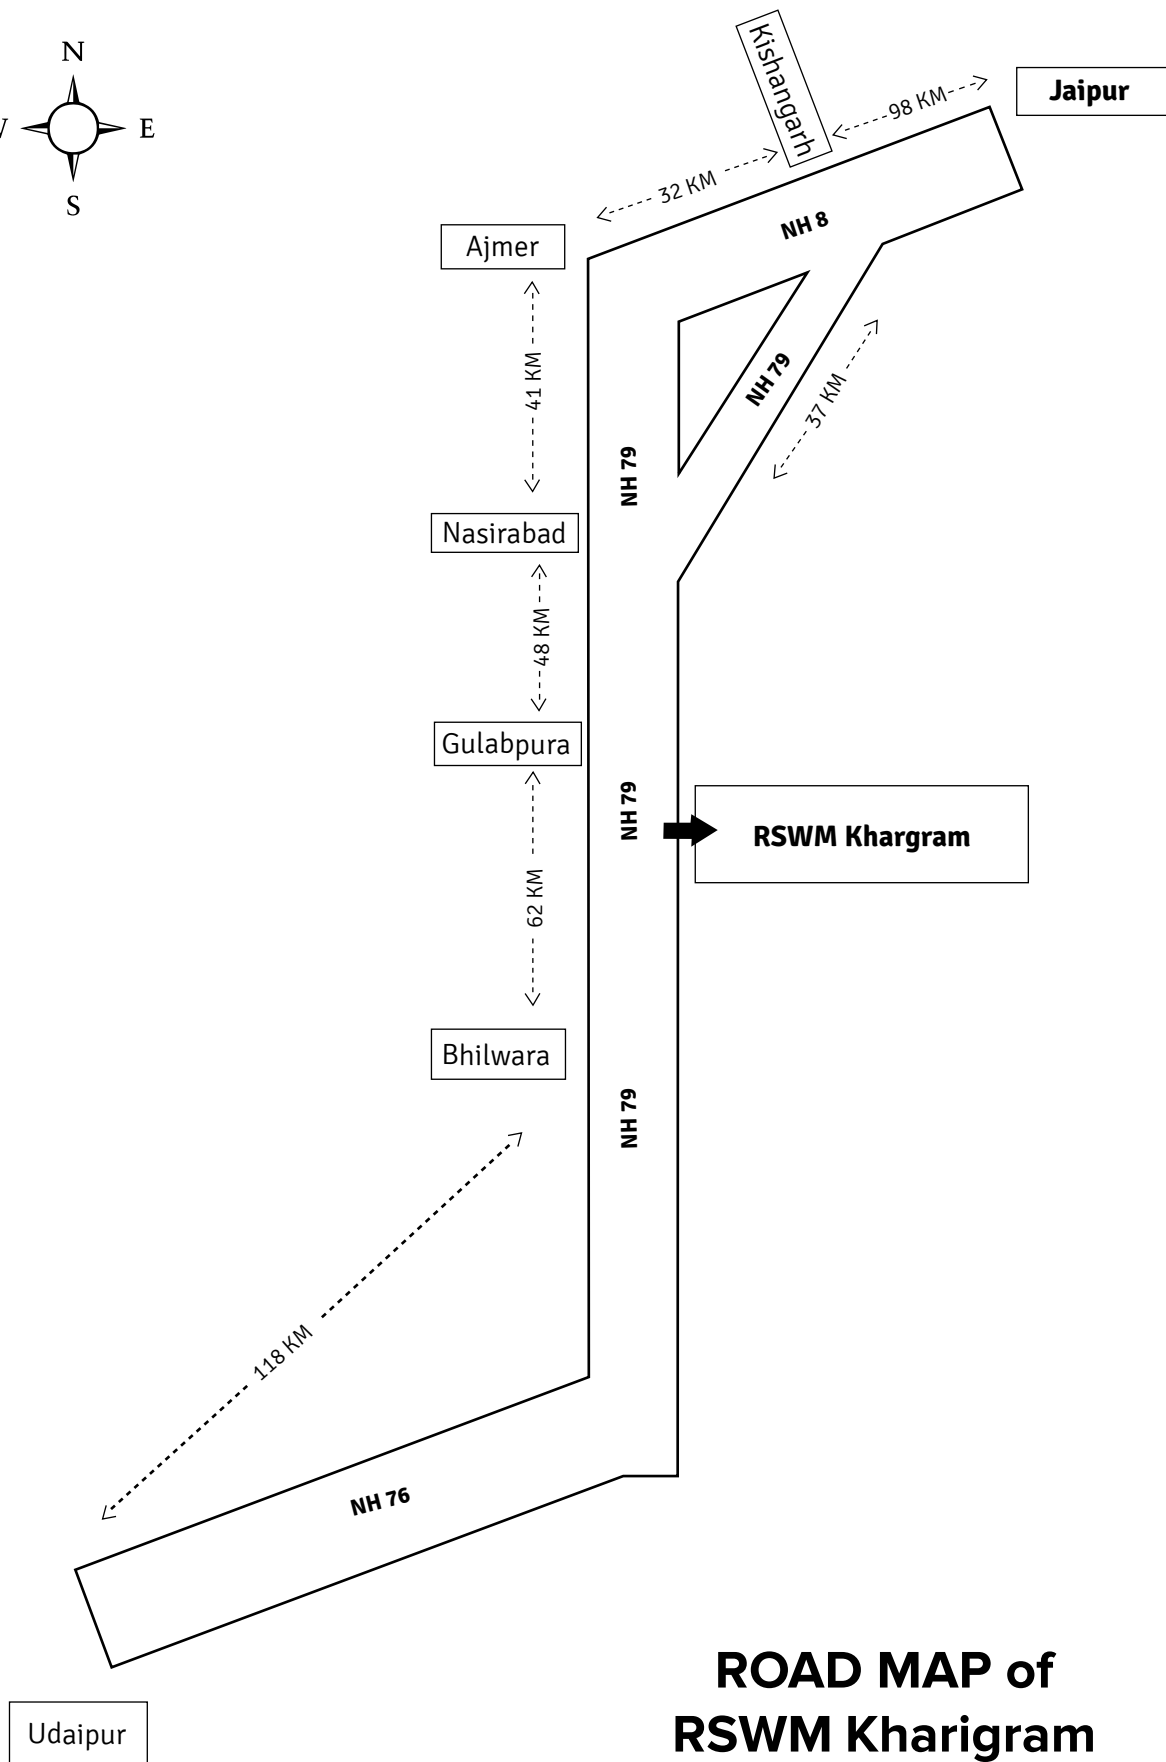 N
E
S
Kishangarh
98 KM
Jaipur
32 KM
NH 8
Ajmer
41 KM
NH 79
37 KM
NH 79
Nasirabad
48 KM
Gulabpura
NH 79
RSWM Khargram
62 KM
Bhilwara
NH 79
118 KM
NH 76
ROAD MAP of
RSWM Kharigram
Udaipur